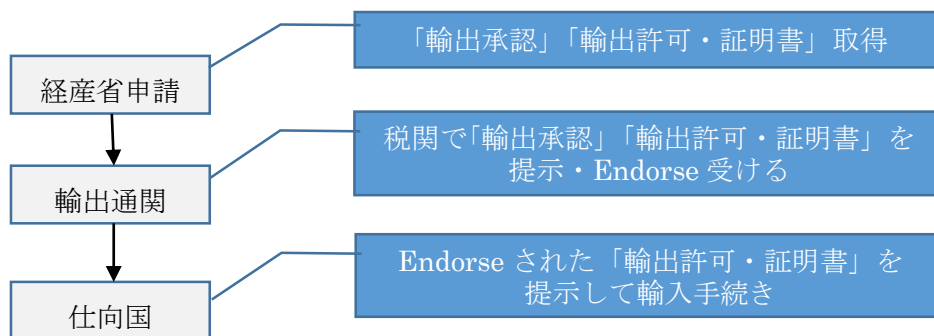 「輸出承認」「輸出許可・証明書」取得
経産省申請
税関で「輸出承認」「輸出許可・証明書」を
提示・Endorse 受ける
輸出通関
Endorse された「輸出許可・証明書」を
提示して輸入手続き
仕向国